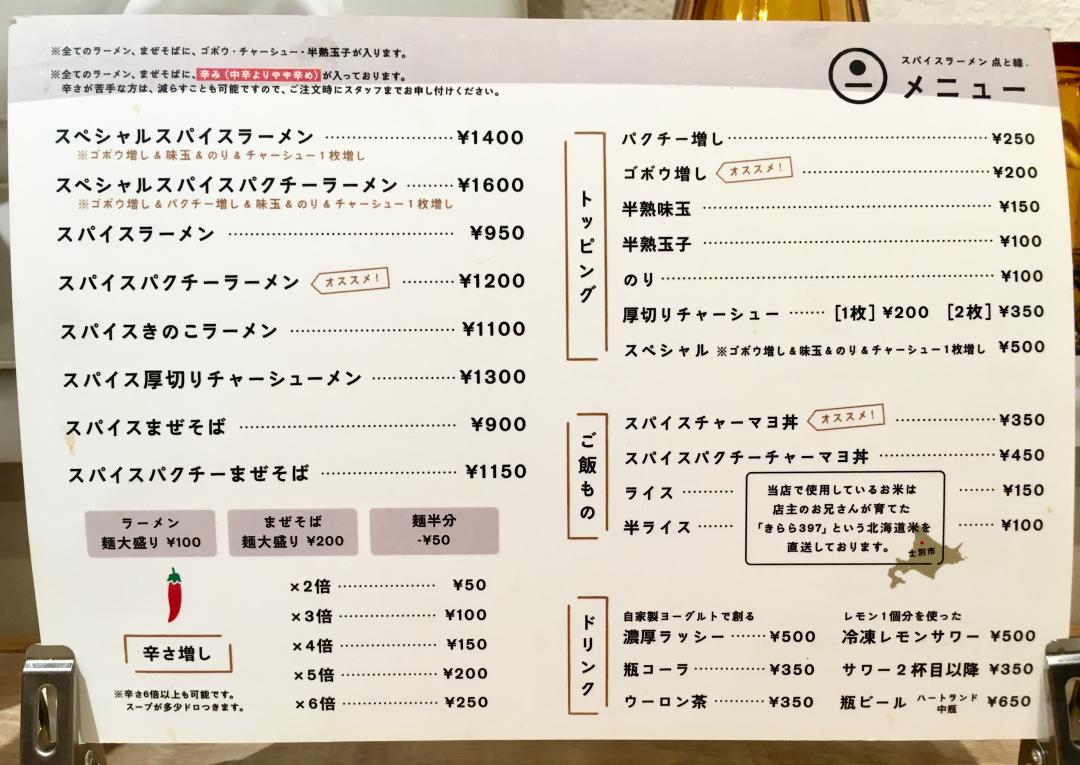 ※全てのラーメン、まぜそばに、ゴボウ・チャーシュー・半熟玉子が入ります。
※全てのラーメン、まぜそばに、辛み（中辛よりやや辛め）が入っております。
辛さが苦手な方は、減らすことも可能ですので、ご注文時にスタッフまでお申し付けください。
スパイスラーメン 点と線.
メニュー
スペシャルスパイスラーメン ¥1400
※ゴボウ増し&味玉&のり&チャーシュー1枚増し
スペシャルスパイスパクチーラーメン ¥1600
※ゴボウ増し&パクチー増し&味玉&のり&チャーシュー1枚増し
スパイスラーメン ¥950
スパイスパクチーラーメン オススメ! ¥1200
スパイスきのこラーメン ¥1100
スパイス厚切りチャーシューメン ¥1300
スパイスまぜそば ¥900
スパイスパクチーまぜそば ¥1150
ラーメン
麺大盛り ¥100
まぜそば
麺大盛り ¥200
麺半分
-¥50
辛さ増し
※辛さ6倍以上も可能です。
スープが多少ドロつきます。
×2倍 ¥50
×3倍 ¥100
×4倍 ¥150
×5倍 ¥200
×6倍 ¥250
トッピング
パクチー増し ¥250
ゴボウ増し オススメ! ¥200
半熟味玉 ¥150
半熟玉子 ¥100
のり ¥100
厚切りチャーシュー [1枚] ¥200 [2枚] ¥350
スペシャル ※ゴボウ増し&味玉&のり&チャーシュー1枚増し ¥500
ご飯もの
スパイスチャーマヨ丼 オススメ! ¥350
スパイスパクチーチャーマヨ丼 ¥450
ライス ¥150
半ライス ¥100
当店で使用しているお米は
店主のお兄さんが育てた
「きらら397」という北海道米を
直送しております。
士別市
ドリンク
自家製ヨーグルトで創る
濃厚ラッシー ¥500
瓶コーラ ¥350
ウーロン茶 ¥350
レモン1個分を使った
冷凍レモンサワー ¥500
サワー2杯目以降 ¥350
瓶ビール ハートランド 中瓶 ¥650